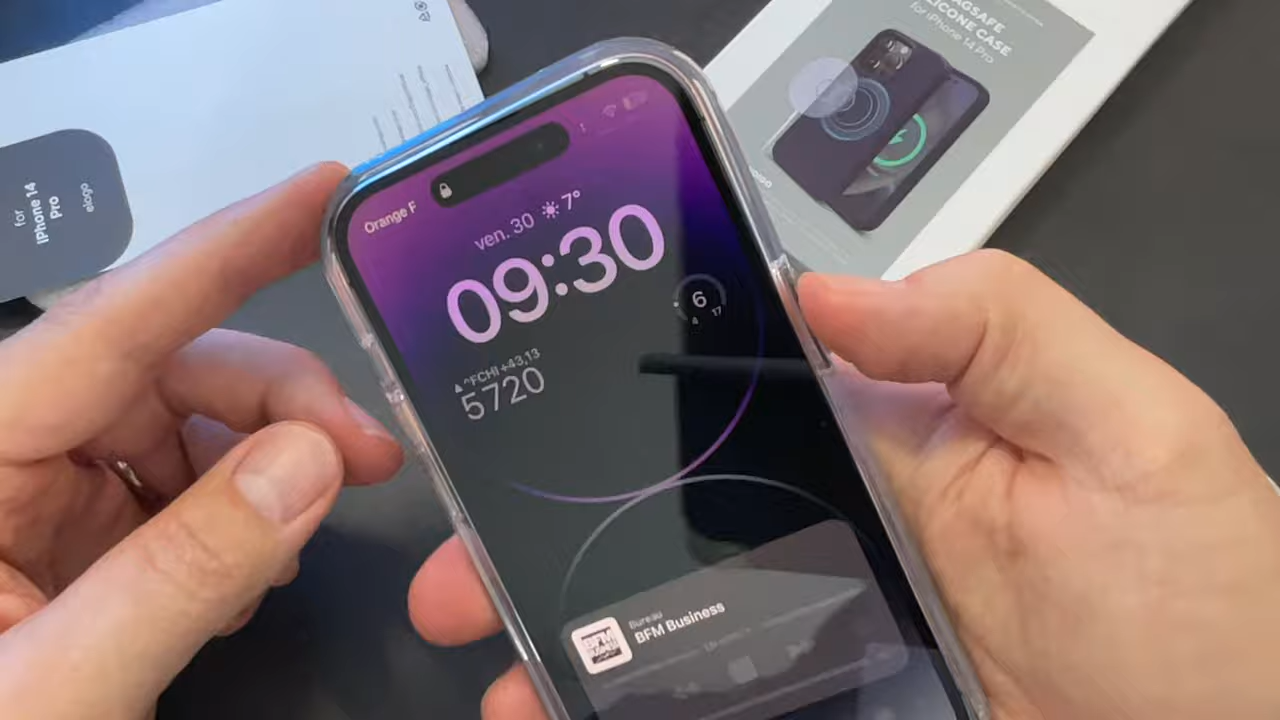 MAGSAFE
SILICONE CASE
for iPhone 14 Pro
for
iPhone 14
Pro
elago
Orange F
ven. 30 7°
09:30
6
17
^FCHI +43,13
5720
Bureau
BFM Business
BFM